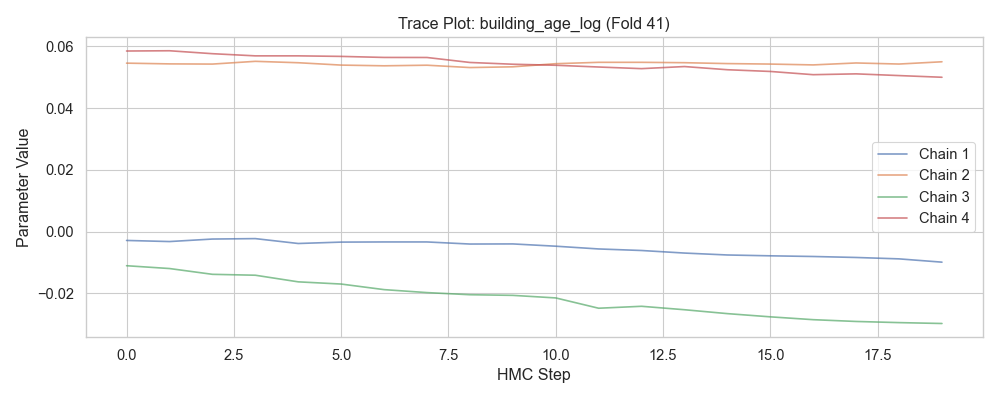 Trace Plot: building_age_log (Fold 41)
Parameter Value
0.06
0.04
0.02
0.00
−0.02
Chain 1
Chain 2
Chain 3
Chain 4
0.0 2.5 5.0 7.5 10.0 12.5 15.0 17.5
HMC Step